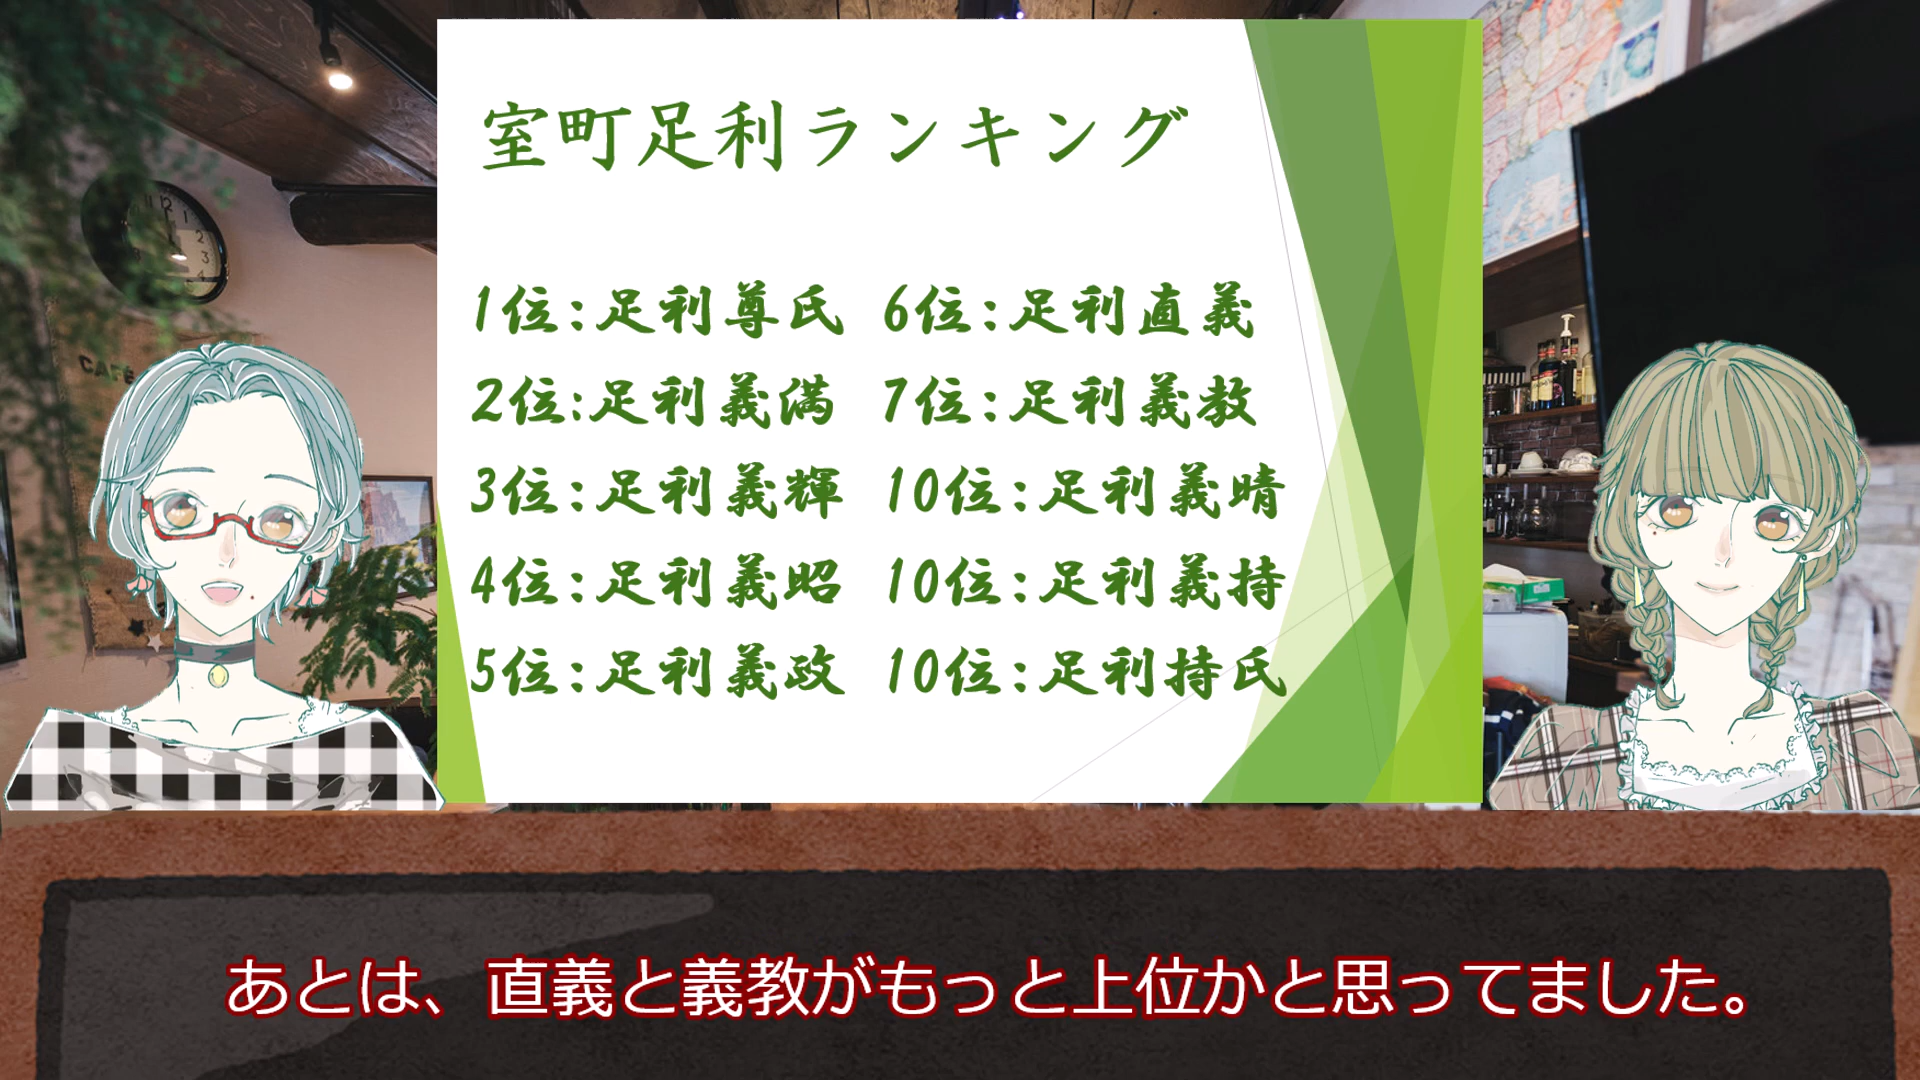 室町足利ランキング
1位:足利尊氏
2位:足利義満
3位:足利義輝
4位:足利義昭
5位:足利義政
6位:足利直義
7位:足利義教
10位:足利義晴
10位:足利義持
10位:足利持氏
CAFE
あとは、直義と義教がもっと上位かと思ってました。